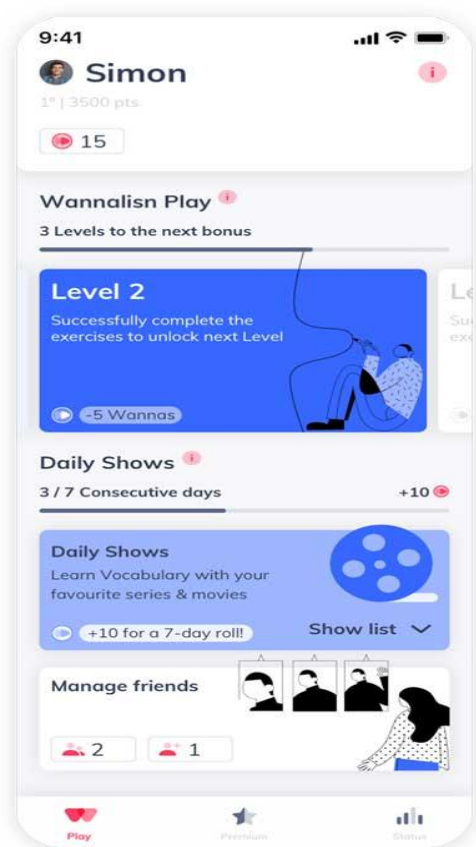 9:41
Simon
i
1° | 3500 pts.
15
Wannalisn Play i
3 Levels to the next bonus
Level 2
Successfully complete the
exercises to unlock next Level
-5 Wannas
Daily Shows i
3 / 7 Consecutive days +10
Daily Shows
Learn Vocabulary with your
favourite series & movies
+10 for a 7-day roll!
Show list
Manage friends
2 1
Play Premium Status